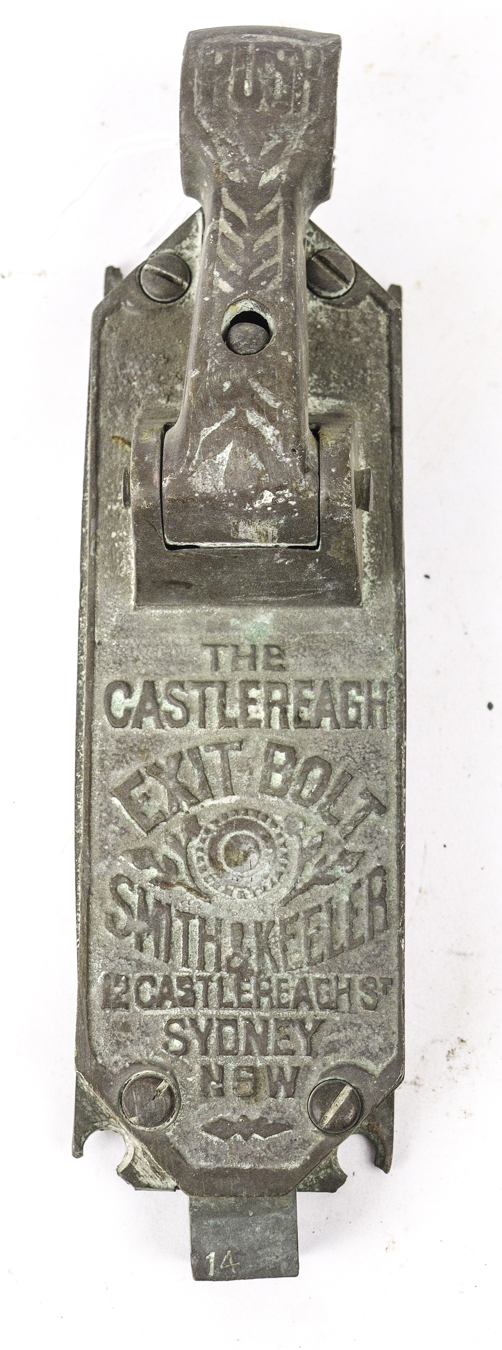 PUSH
THE
CASTLEREAGH
EXIT BOLT
SMITH & KEELER
12 CASTLEREAGH ST
SYDNEY
NSW
14